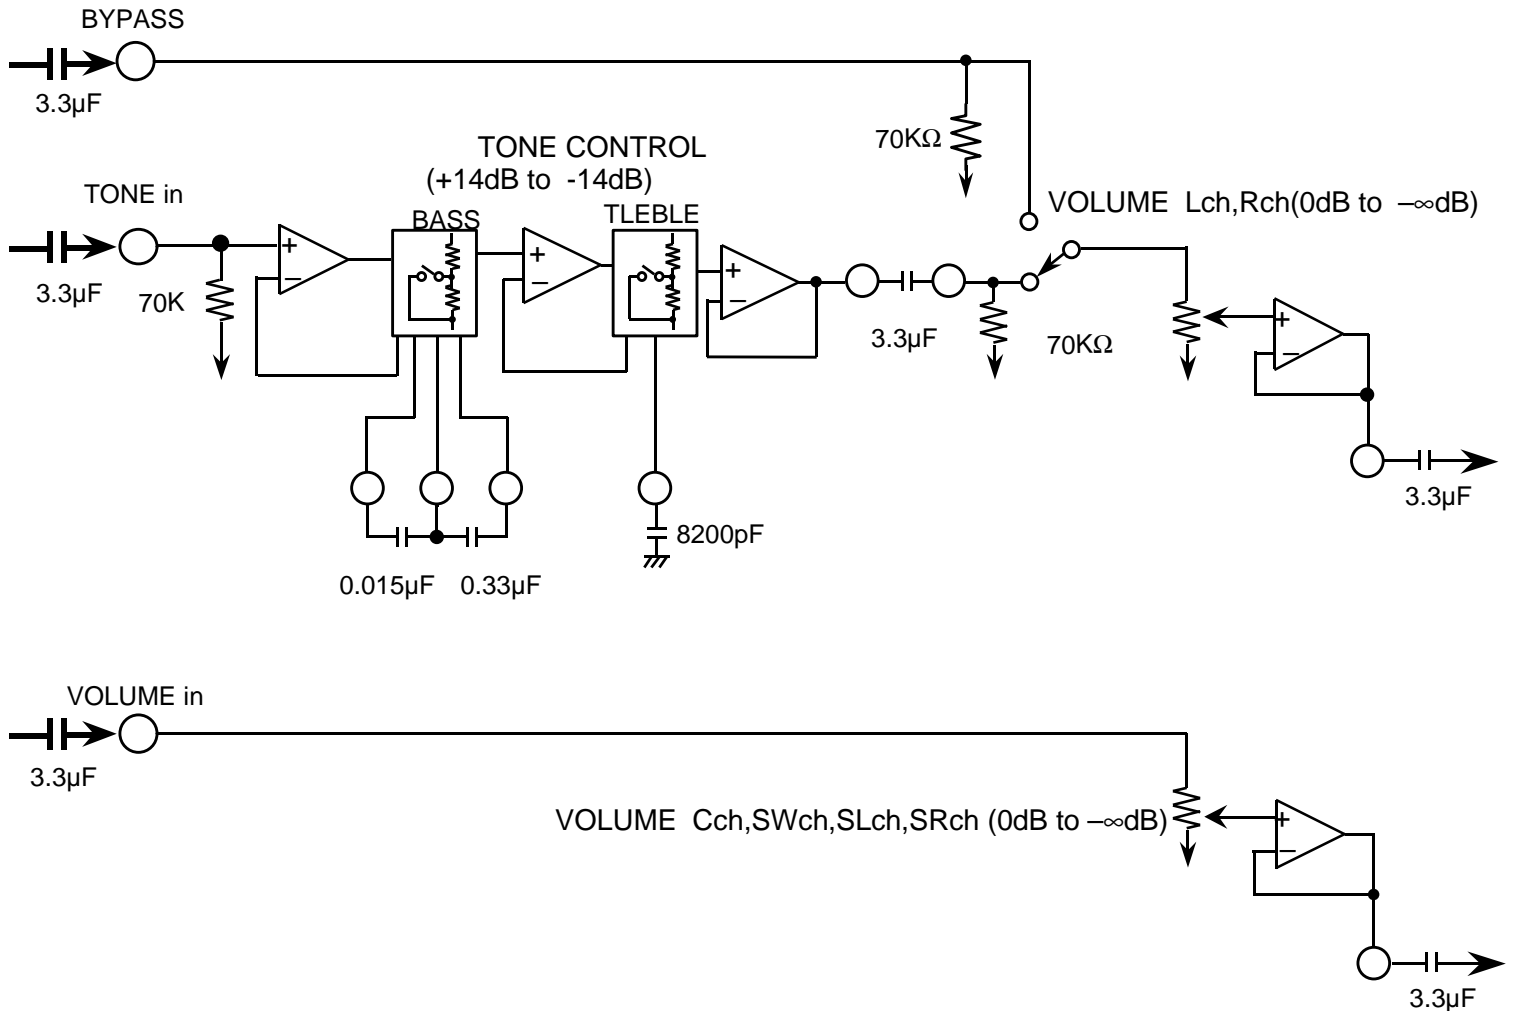 BYPASS
3.3µF
70KΩ
TONE CONTROL
(+14dB to -14dB)
TONE in
BASS
TLEBLE
VOLUME Lch,Rch(0dB to –∞dB)
+
–
+
–
+
–
3.3µF
70K
3.3µF
70KΩ
+
–
3.3µF
8200pF
0.015µF 0.33µF
VOLUME in
3.3µF
VOLUME Cch,SWch,SLch,SRch (0dB to –∞dB)
+
–
3.3µF